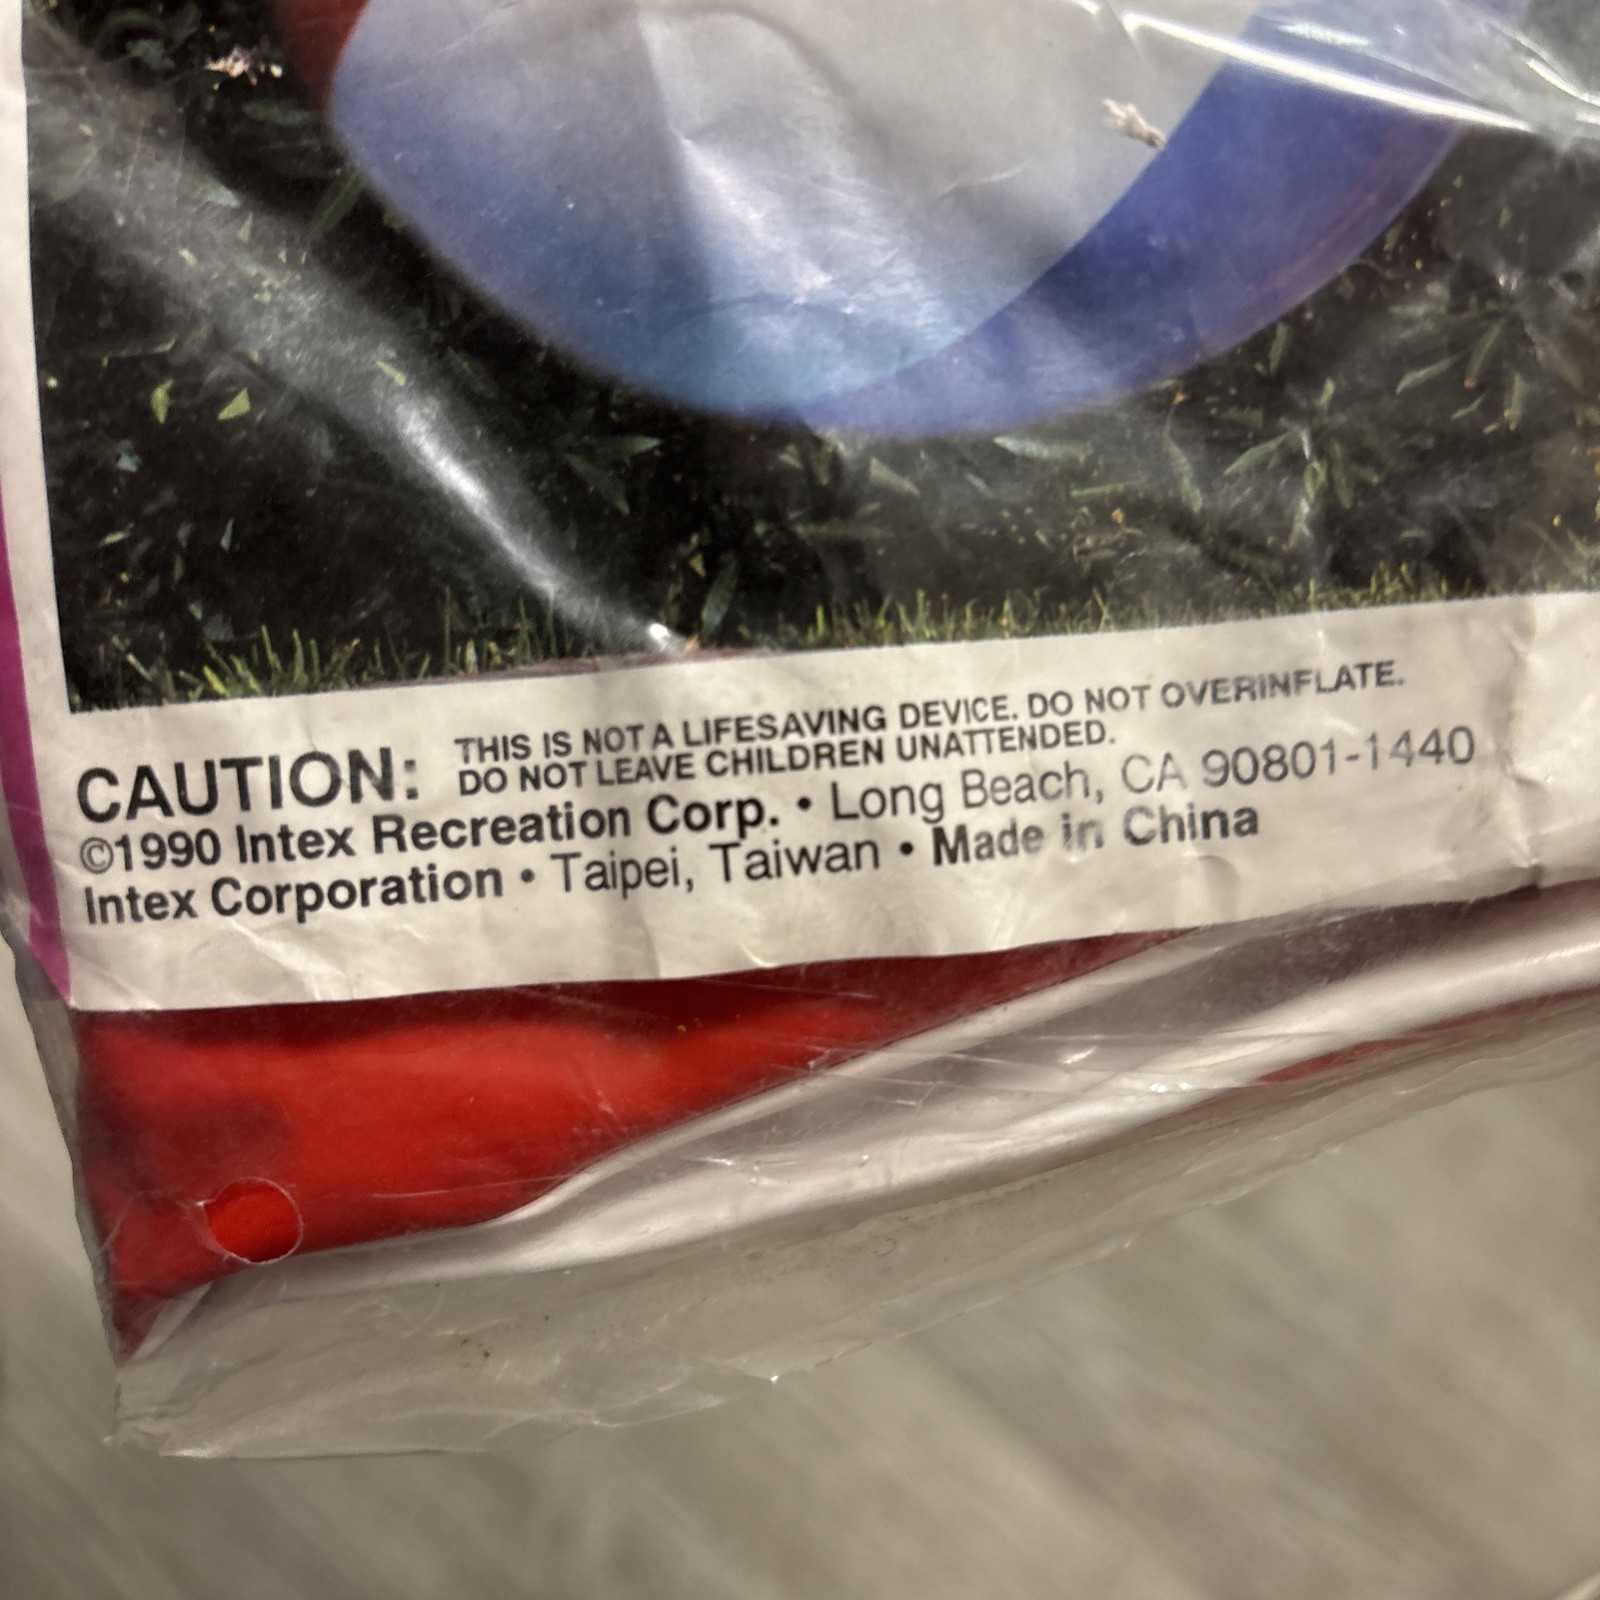 CAUTION: THIS IS NOT A LIFESAVING DEVICE. DO NOT OVERINFLATE.
DO NOT LEAVE CHILDREN UNATTENDED.
©1990 Intex Recreation Corp. • Long Beach, CA 90801-1440
Intex Corporation • Taipei, Taiwan • Made in China